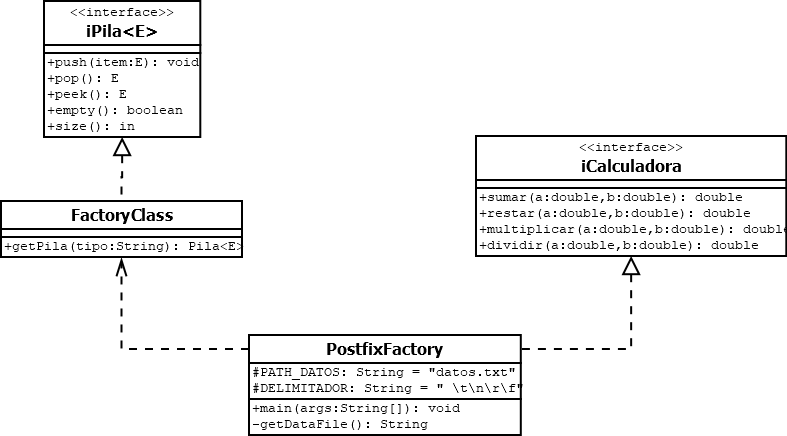 <<interface>>
iPila<E>
+push(item:E): void
+pop(): E
+peek(): E
+empty(): boolean
+size(): in
<<interface>>
iCalculadora
+sumar(a:double,b:double): double
+restar(a:double,b:double): double
+multiplicar(a:double,b:double): double
+dividir(a:double,b:double): double
FactoryClass
+getPila(tipo:String): Pila<E>
PostfixFactory
#PATH_DATOS: String = "datos.txt"
#DELIMITADOR: String = " \t\n\r\f"
+main(args:String[]): void
-getDataFile(): String